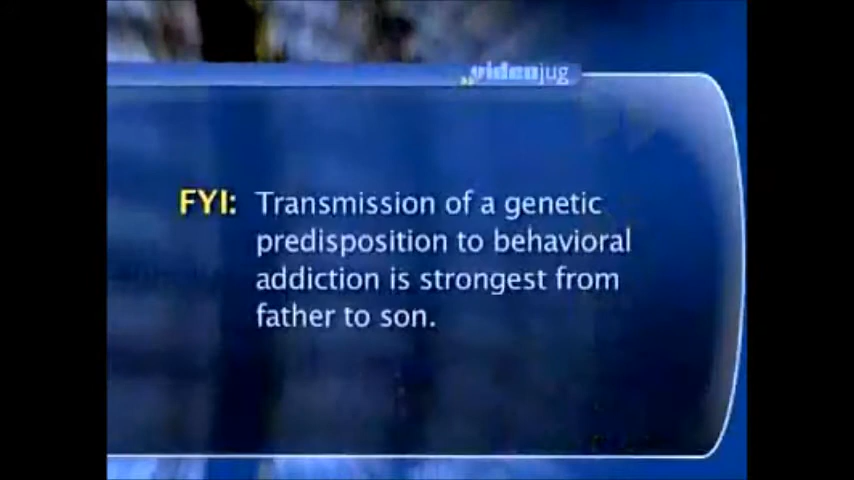 videojug
FYI: Transmission of a genetic
predisposition to behavioral
addiction is strongest from
father to son.